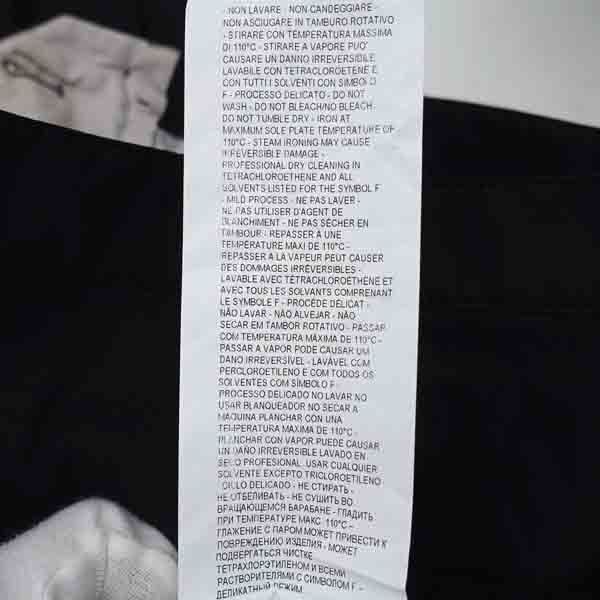 - NON LAVARE - NON CANDEGGIARE -
NON ASCIUGARE IN TAMBURO ROTATIVO
- STIRARE CON TEMPERATURA MASSIMA
DI 110°C - STIRARE A VAPORE PUO'
CAUSARE UN DANNO IRREVERSIBILE
LAVABILE CON TETRACLOROETENE E
CON TUTTI I SOLVENTI CON SIMBOLO
F - PROCESSO DELICATO - DO NOT
WASH - DO NOT BLEACH/NO BLEACH -
DO NOT TUMBLE DRY - IRON AT
MAXIMUM SOLE PLATE TEMPERATURE OF
110°C - STEAM IRONING MAY CAUSE
IRREVERSIBLE DAMAGE -
PROFESSIONAL DRY CLEANING IN
TETRACHLOROETHENE AND ALL
SOLVENTS LISTED FOR THE SYMBOL F
- MILD PROCESS - NE PAS LAVER -
NE PAS UTILISER D'AGENT DE
BLANCHIMENT - NE PAS SÉCHER EN
TAMBOUR - REPASSER À UNE
TEMPÉRATURE MAXI DE 110°C -
REPASSER A LA VAPEUR PEUT CAUSER
DES DOMMAGES IRRÉVERSIBLES -
LAVABLE AVEC TÉTRACHLOROÉTHÈNE ET
AVEC TOUS LES SOLVANTS COMPRENANT
LE SYMBOLE F - PROCÉDÉ DÉLICAT -
NÃO LAVAR - NÃO ALVEJAR - NÃO
SECAR EM TAMBOR ROTATIVO - PASSAR
COM TEMPERATURA MÁXIMA DE 110°C -
PASSAR A VAPOR PODE CAUSAR UM
DANO IRREVERSÍVEL - LAVÁVEL COM
PERCLOROETILENO E COM TODOS OS
SOLVENTES COM SÍMBOLO F -
PROCESSO DELICADO NO LAVAR NO
USAR BLANQUEADOR NO SECAR A
MAQUINA PLANCHAR CON UNA
TEMPERATURA MAXIMA DE 110°C -
PLANCHAR CON VAPOR PUEDE CAUSAR
UN DAÑO IRREVERSIBLE LAVADO EN
SECO PROFESIONAL. USAR CUALQUIER
SOLVENTE EXCEPTO TRICLOROETILENO
CICLO DELICADO - НЕ СТИРАТЬ -
НЕ ОТБЕЛИВАТЬ - НЕ СУШИТЬ ВО
ВРАЩАЮЩЕМСЯ БАРАБАНЕ - ГЛАДИТЬ
ПРИ ТЕМПЕРАТУРЕ МАКС. 110°C -
ГЛАЖЕНИЕ С ПАРОМ МОЖЕТ ПРИВЕСТИ К
ПОВРЕЖДЕНИЮ ИЗДЕЛИЯ - МОЖЕТ
ПОДВЕРГАТЬСЯ ЧИСТКЕ
ТЕТРАХЛОРЭТИЛЕНОМ И ВСЕМИ
РАСТВОРИТЕЛЯМИ С СИМВОЛОМ F -
ДЕЛИКАТНЫЙ РЕЖИМ